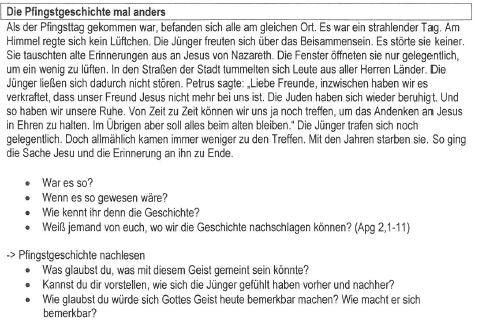 Die Pfingstgeschichte mal anders
Als der Pfingsttag gekommen war, befanden sich alle am gleichen Ort. Es war ein strahlender Tag. Am
Himmel regte sich kein Lüftchen. Die Jünger freuten sich über das Beisammensein. Es störte sie keiner.
Sie tauschten alte Erinnerungen aus an Jesus von Nazareth. Die Fenster öffneten sie nur gelegentlich,
um ein wenig zu lüften. In den Straßen der Stadt tummelten sich Leute aus aller Herren Länder. Die
Jünger ließen sich dadurch nicht stören. Petrus sagte: „Liebe Freunde, inzwischen haben wir es
verkraftet, dass unser Freund Jesus nicht mehr bei uns ist. Die Juden haben sich wieder beruhigt. Und
so haben wir unsere Ruhe. Von Zeit zu Zeit können wir uns ja noch treffen, um das Andenken an Jesus
in Ehren zu halten. Im Übrigen aber soll alles beim alten bleiben.“ Die Jünger trafen sich noch
gelegentlich. Doch allmählich kamen immer weniger zu den Treffen. Mit den Jahren starben sie. So ging
die Sache Jesu und die Erinnerung an ihn zu Ende.
• War es so?
• Wenn es so gewesen wäre?
• Wie kennt ihr denn die Geschichte?
• Weiß jemand von euch, wo wir die Geschichte nachschlagen können? (Apg 2,1-11)
-> Pfingstgeschichte nachlesen
• Was glaubst du, was mit diesem Geist gemeint sein könnte?
• Kannst du dir vorstellen, wie sich die Jünger gefühlt haben vorher und nachher?
• Wie glaubst du würde sich Gottes Geist heute bemerkbar machen? Wie macht er sich
bemerkbar?